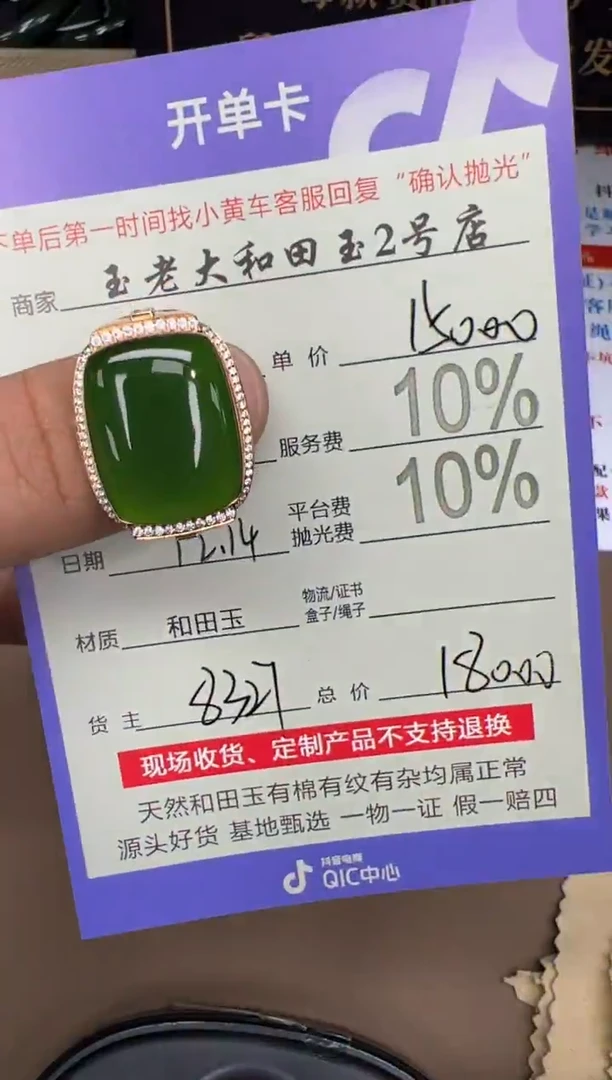 开单卡
单后第一时间找小黄车客服回复“确认抛光”
商家 玉老大和田玉2号店
单价 15000
服务费 10%
平台费
抛光费 10%
日期 12.14
材质 和田玉
物流/证书
盒子/绳子
货主 8327
总价 18000
现场收货、定制产品不支持退换
天然和田玉有棉有纹有杂均属正常
源头好货 基地甄选 一物一证 假一赔四
抖音电商
QIC中心